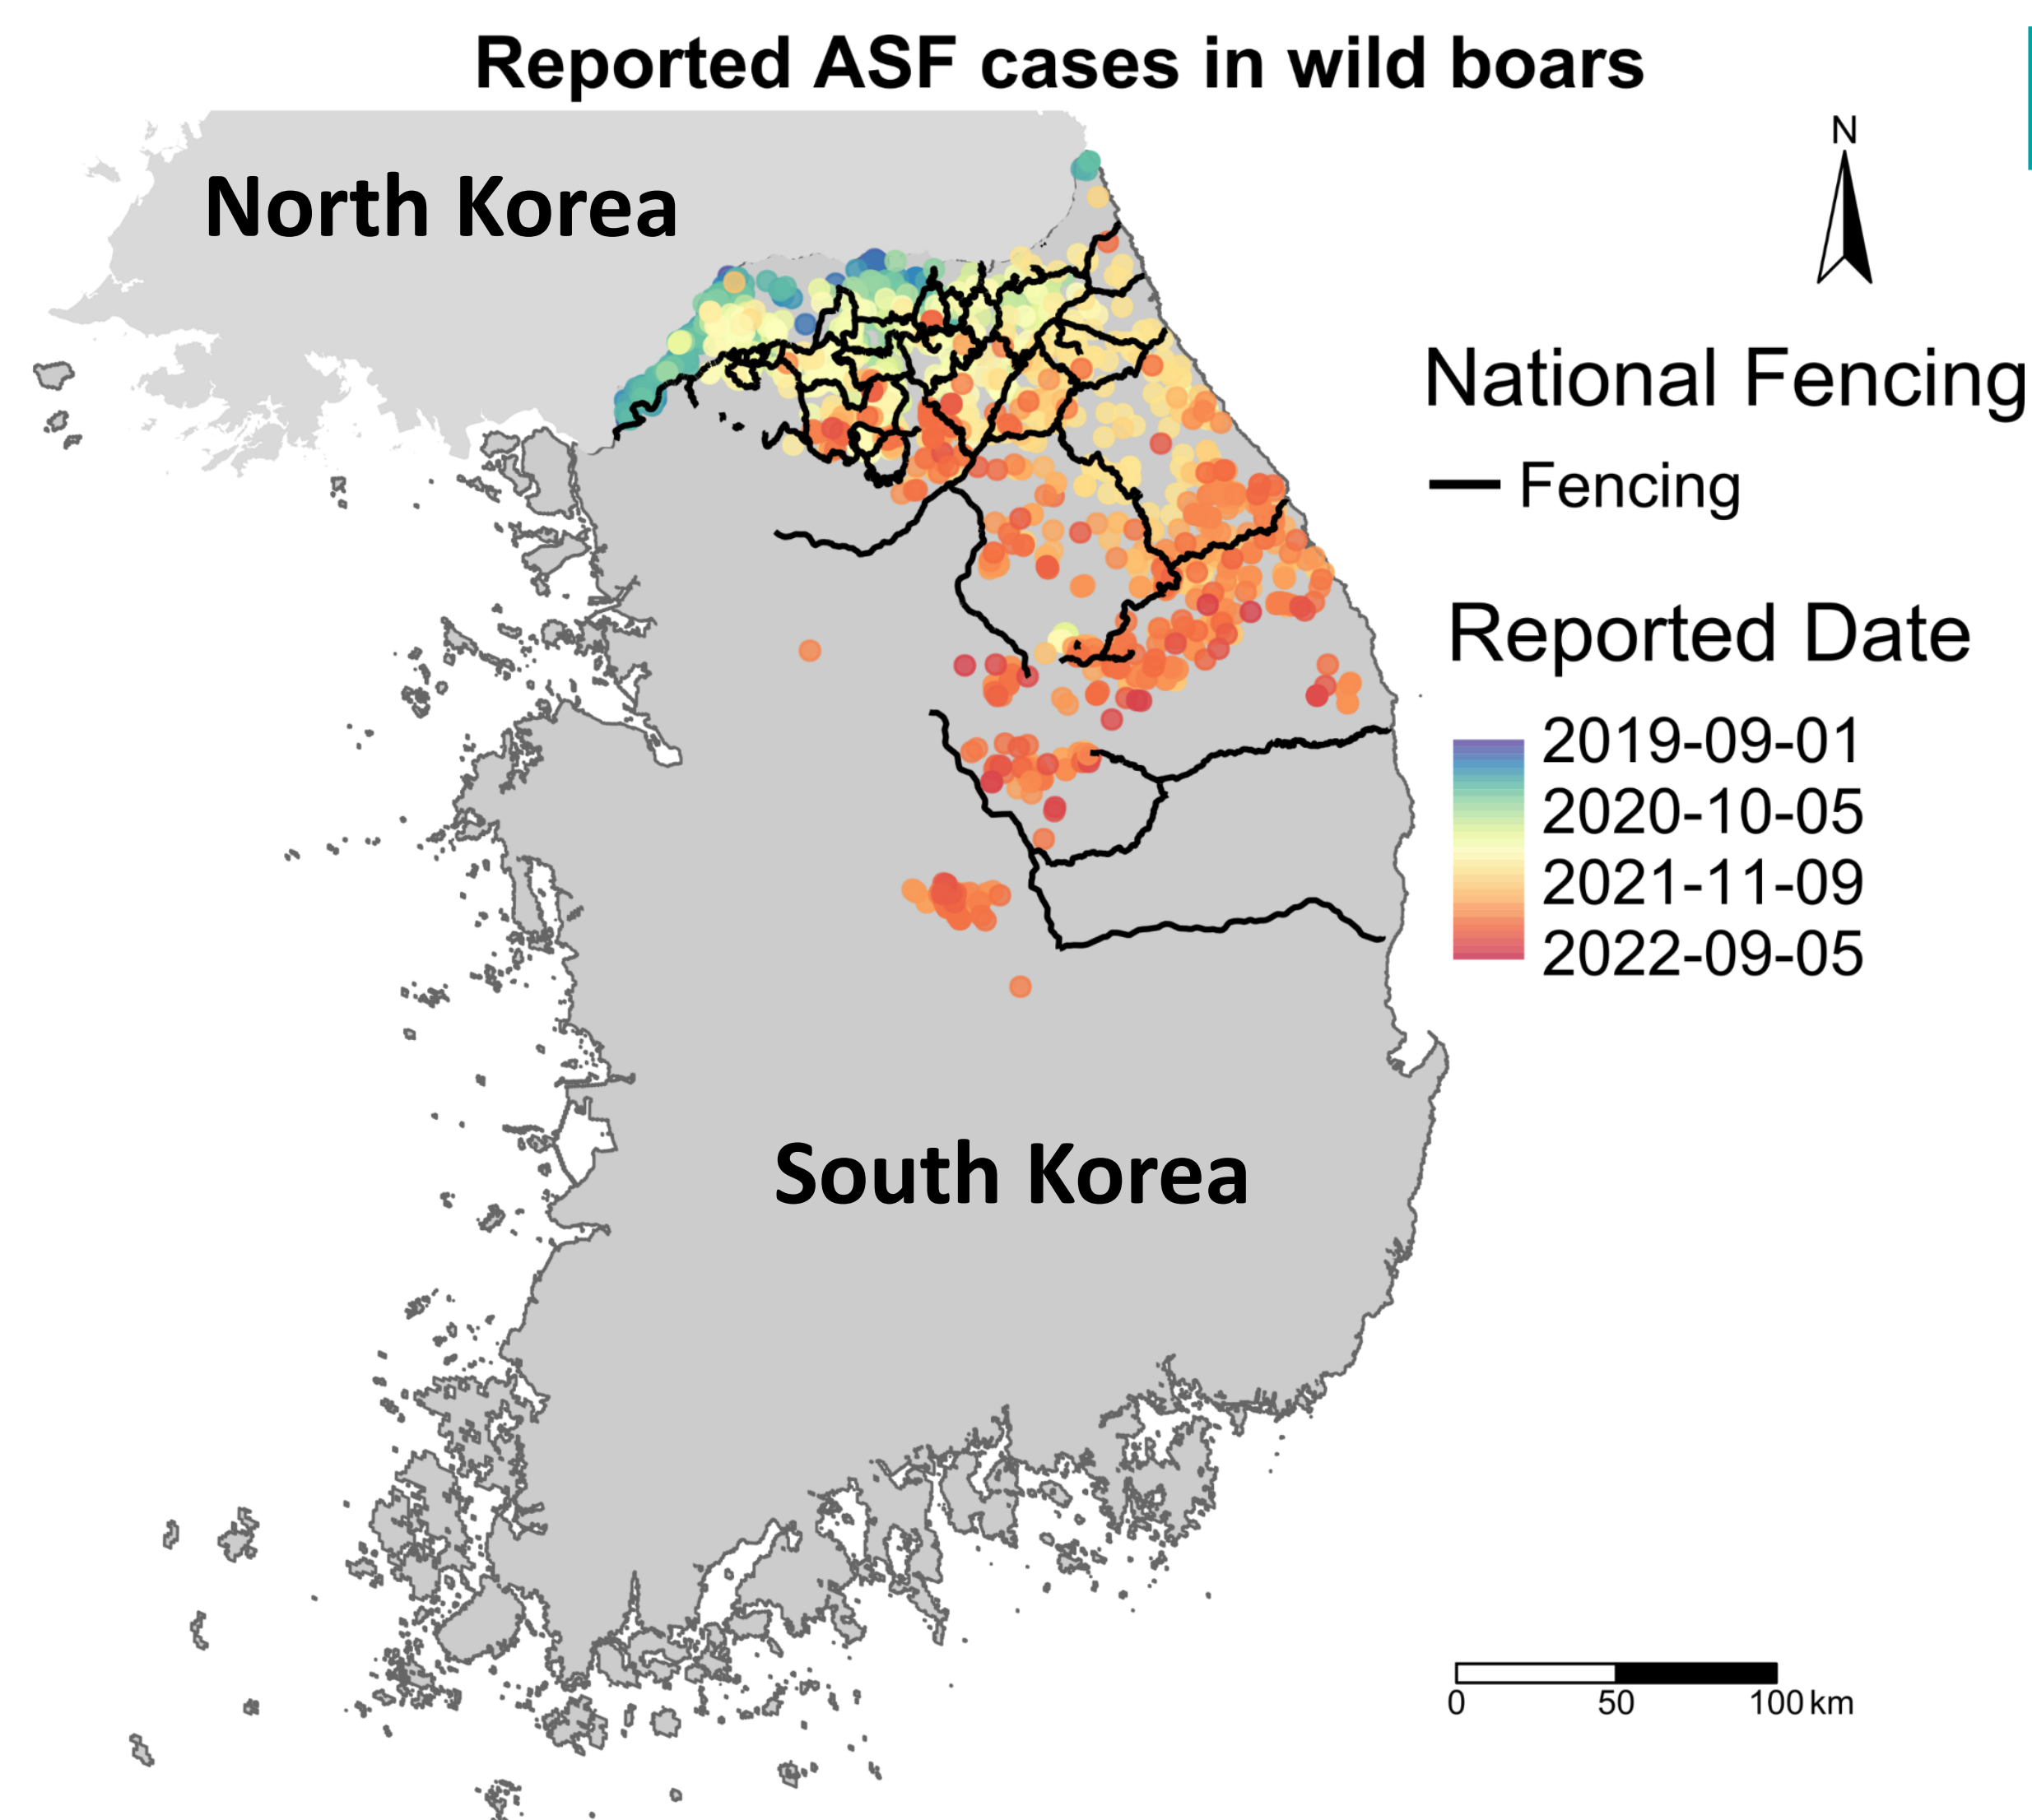 Reported ASF cases in wild boars
N
North Korea
National Fencing
Fencing
Reported Date
2019-09-01
2020-10-05
2021-11-09
2022-09-05
South Korea
0 50 100 km